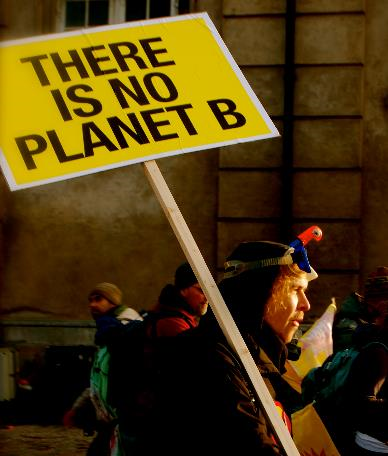 THERE
IS NO
PLANET B